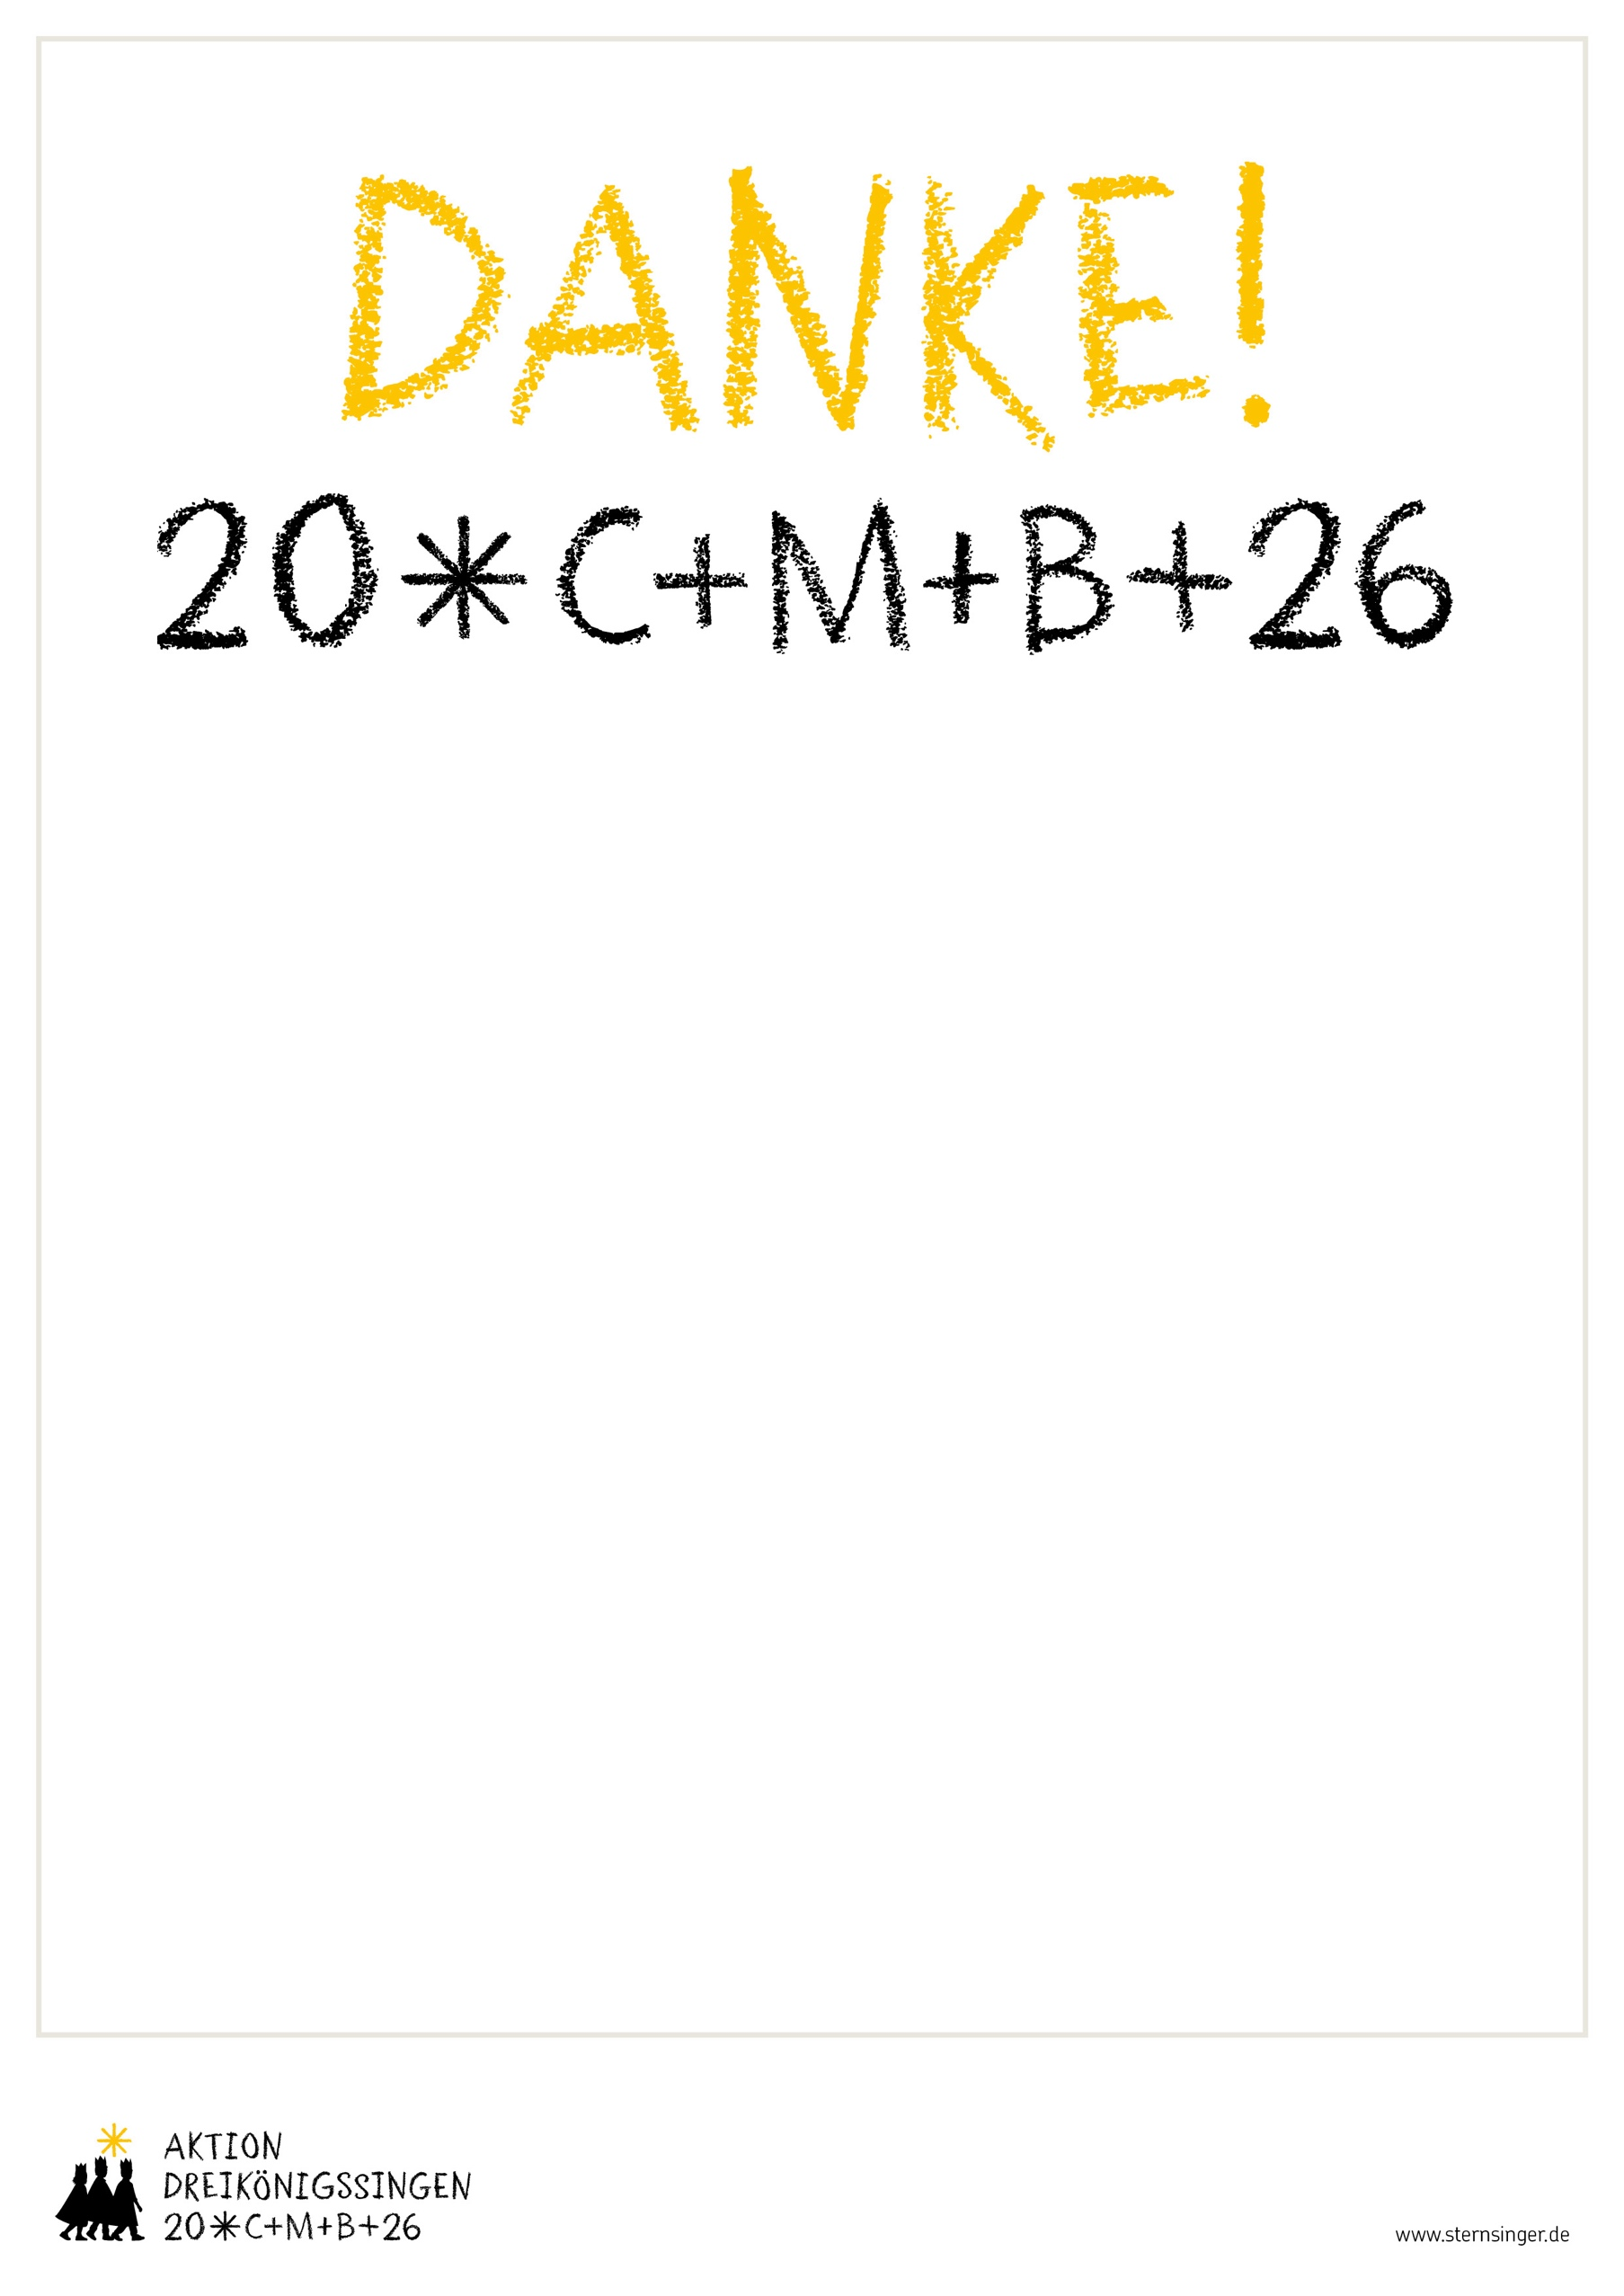 DANKE!
20*C+M+B+26
AKTION
DREIKÖNIGSSINGEN
20*C+M+B+26
www.sternsinger.de